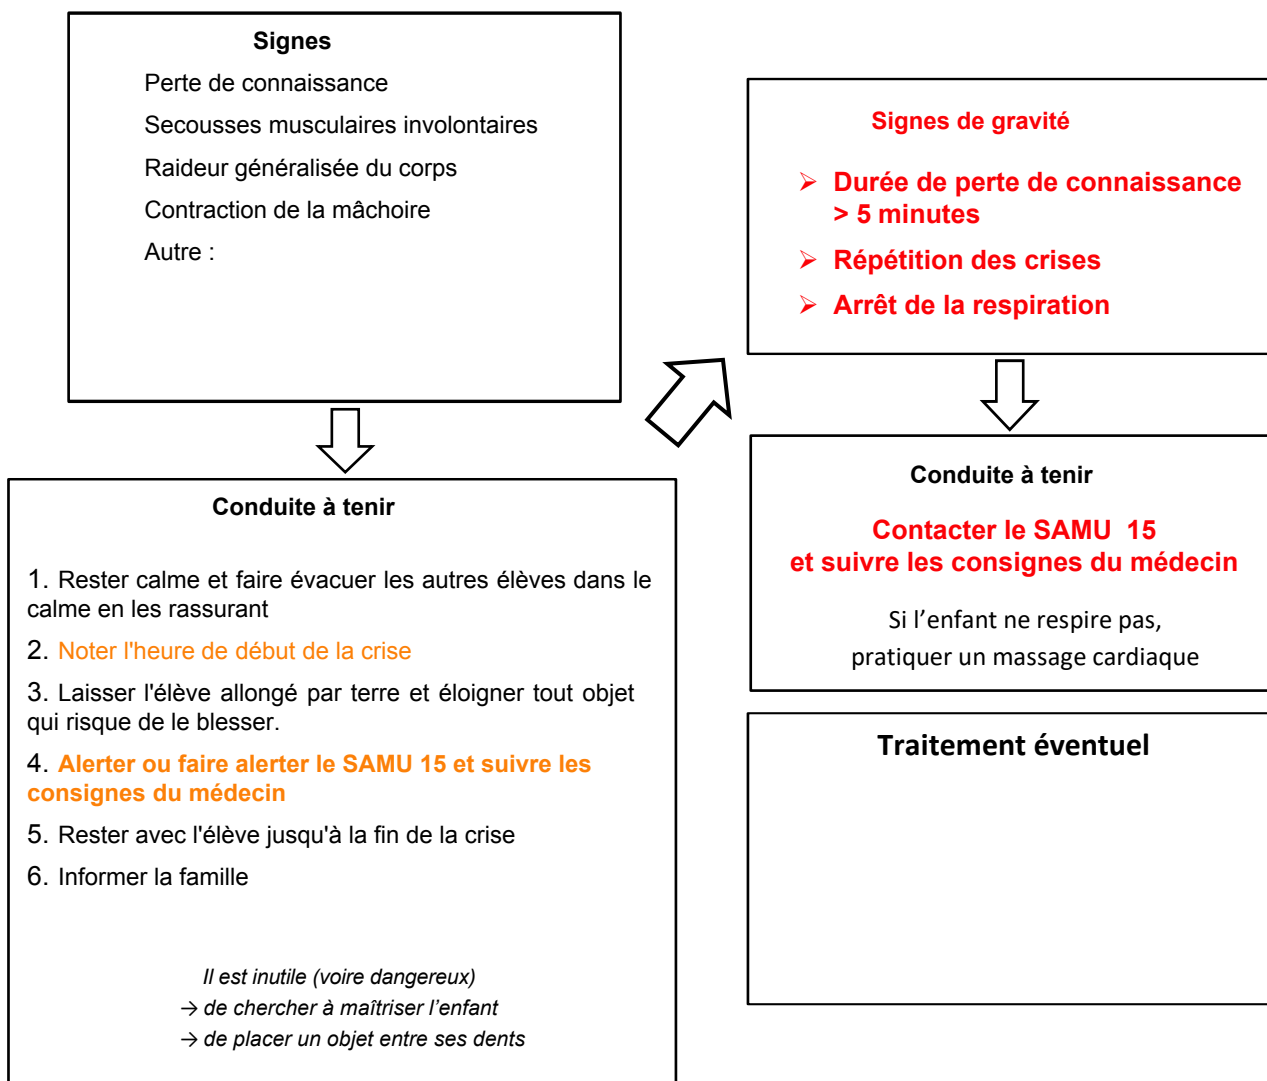 Signes
Perte de connaissance
Secousses musculaires involontaires
Raideur généralisée du corps
Contraction de la mâchoire
Autre :
Conduite à tenir
1. Rester calme et faire évacuer les autres élèves dans le
calme en les rassurant
2. Noter l'heure de début de la crise
3. Laisser l'élève allongé par terre et éloigner tout objet
qui risque de le blesser.
4. Alerter ou faire alerter le SAMU 15 et suivre les
consignes du médecin
5. Rester avec l'élève jusqu'à la fin de la crise
6. Informer la famille
Il est inutile (voire dangereux)
→ de chercher à maîtriser l’enfant
→ de placer un objet entre ses dents
Signes de gravité
➢ Durée de perte de connaissance
> 5 minutes
➢ Répétition des crises
➢ Arrêt de la respiration
Conduite à tenir
Contacter le SAMU 15
et suivre les consignes du médecin
Si l’enfant ne respire pas,
pratiquer un massage cardiaque
Traitement éventuel